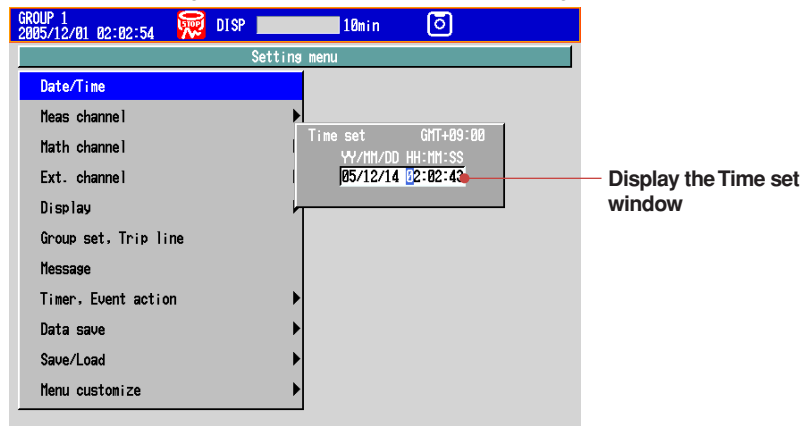 GROUP 1
2005/12/01 02:02:54
STOP
DISP
10min
Setting menu
Date/Time
Meas channel
Math channel
Ext. channel
Display
Group set, Trip line
Message
Timer, Event action
Data save
Save/Load
Menu customize
Time set GMT+09:00
YY/MM/DD HH:MM:SS
05/12/14 02:02:43
Display the Time set
window